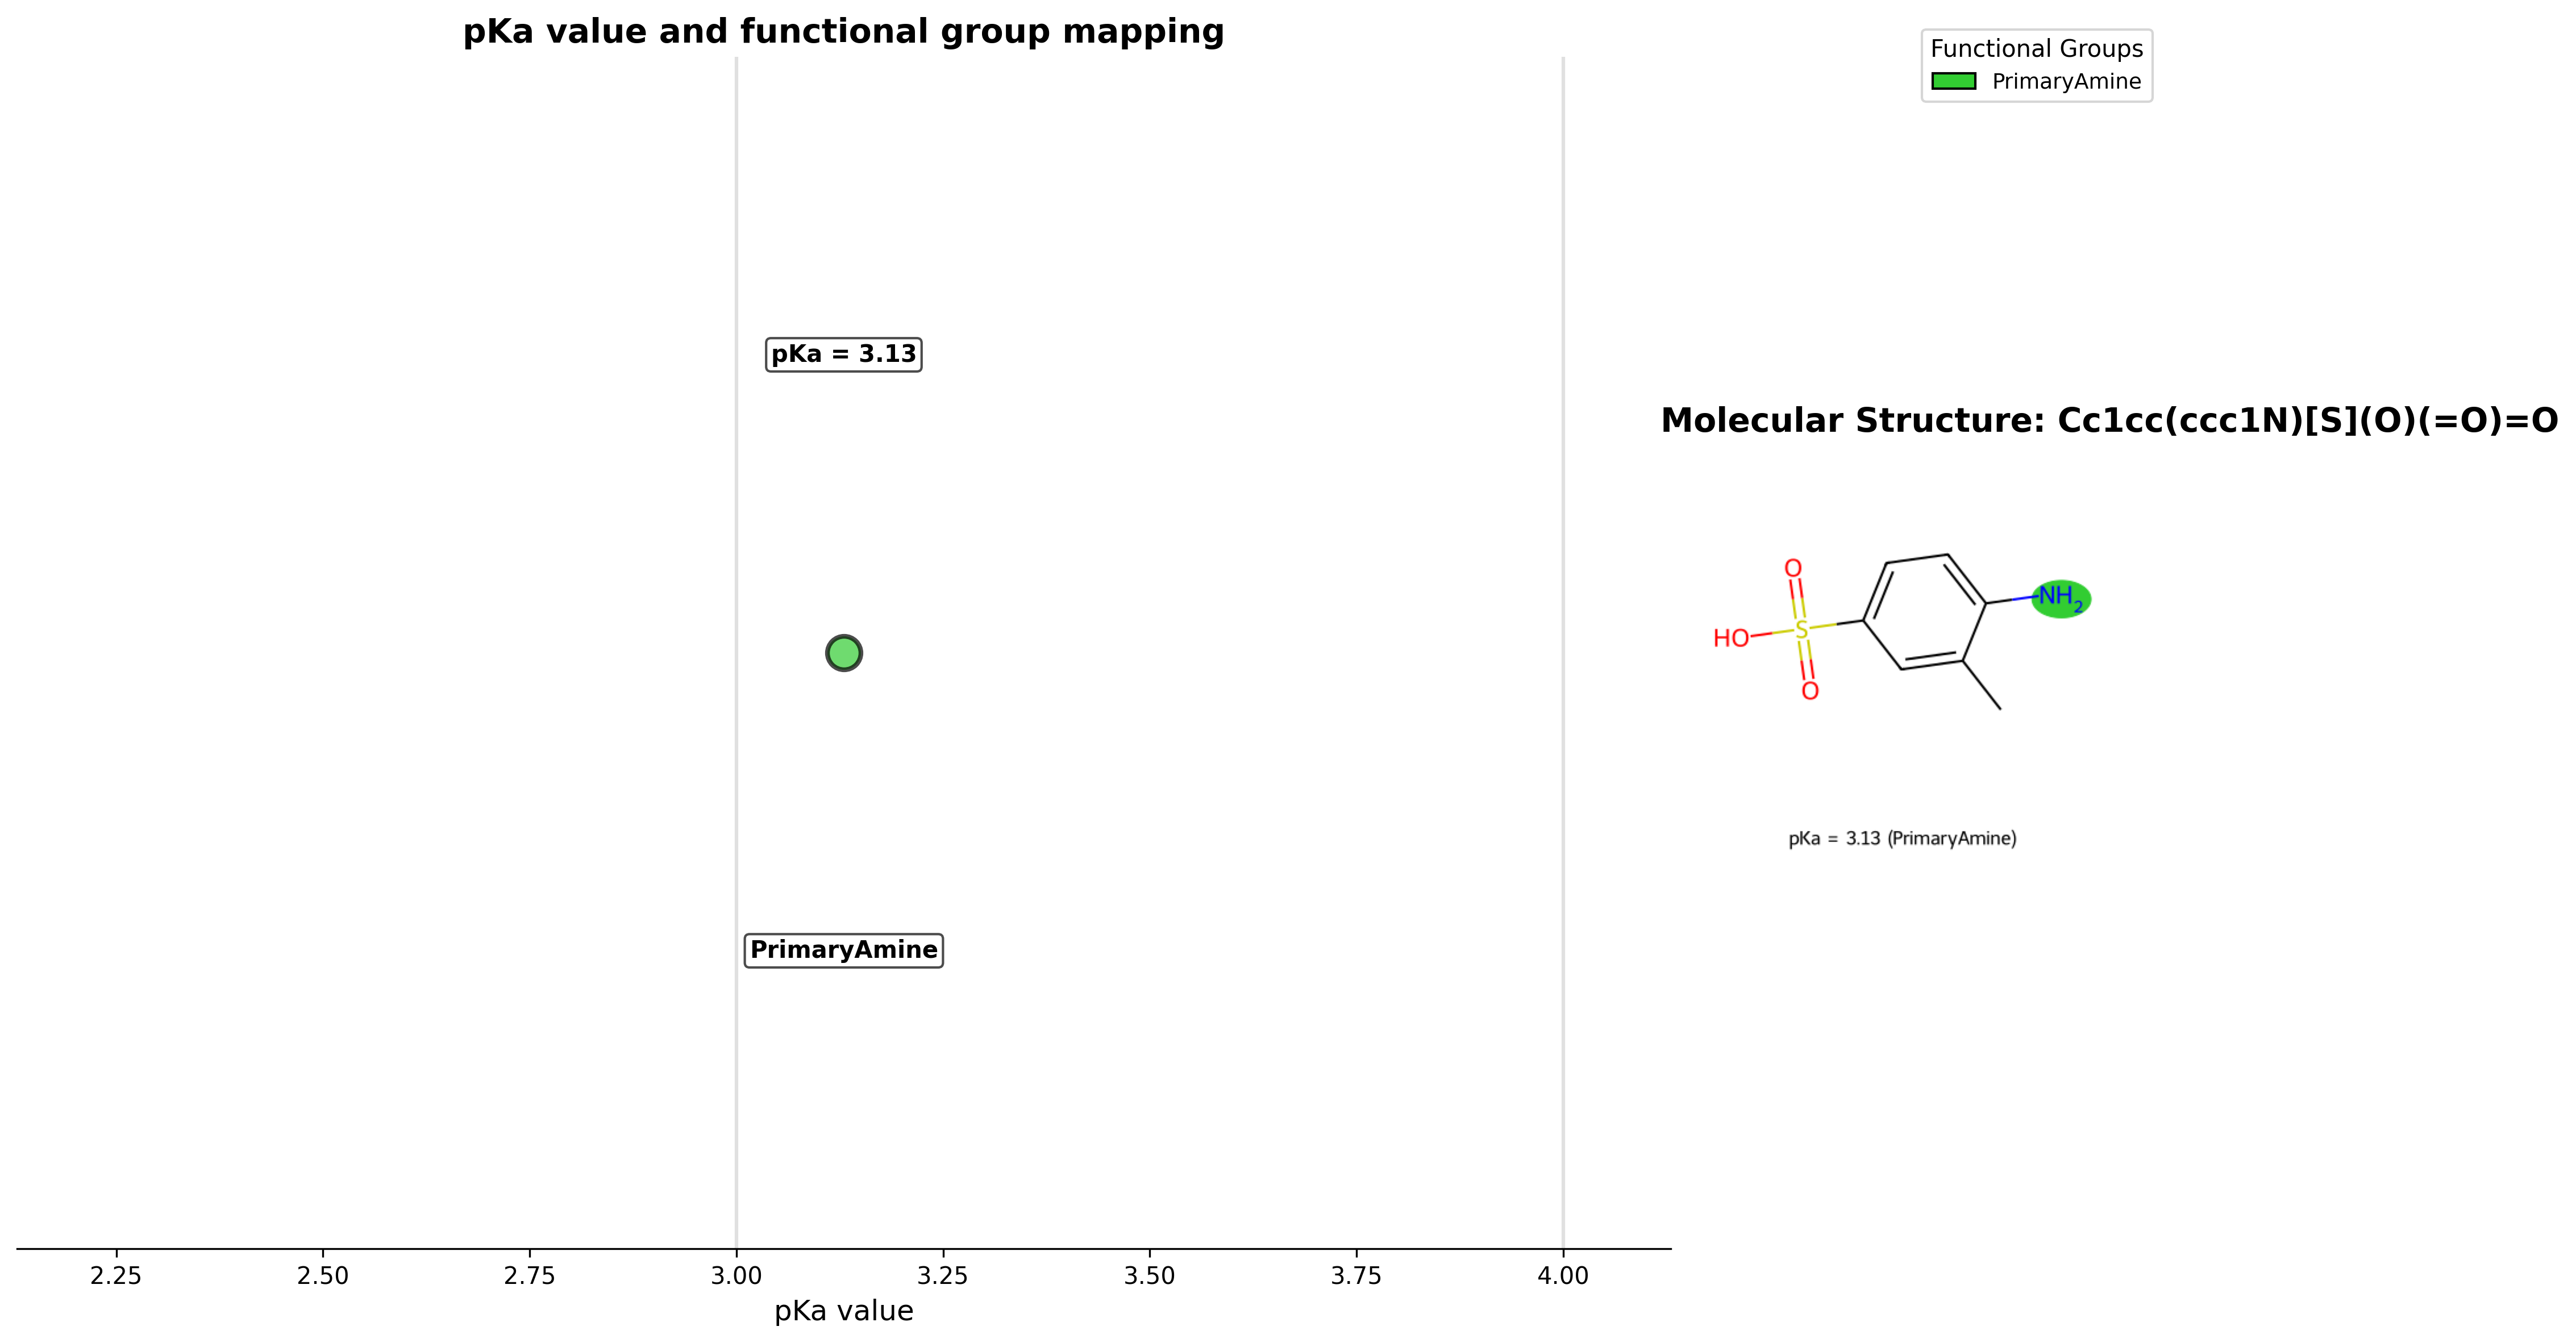 pKa value and functional group mapping
Functional Groups
PrimaryAmine
pKa = 3.13
Molecular Structure: Cc1cc(ccc1N)[S](O)(=O)=O
O
NH2
HO
S
O
pKa = 3.13 (PrimaryAmine)
PrimaryAmine
2.25 2.50 2.75 3.00 3.25 3.50 3.75 4.00
pKa value